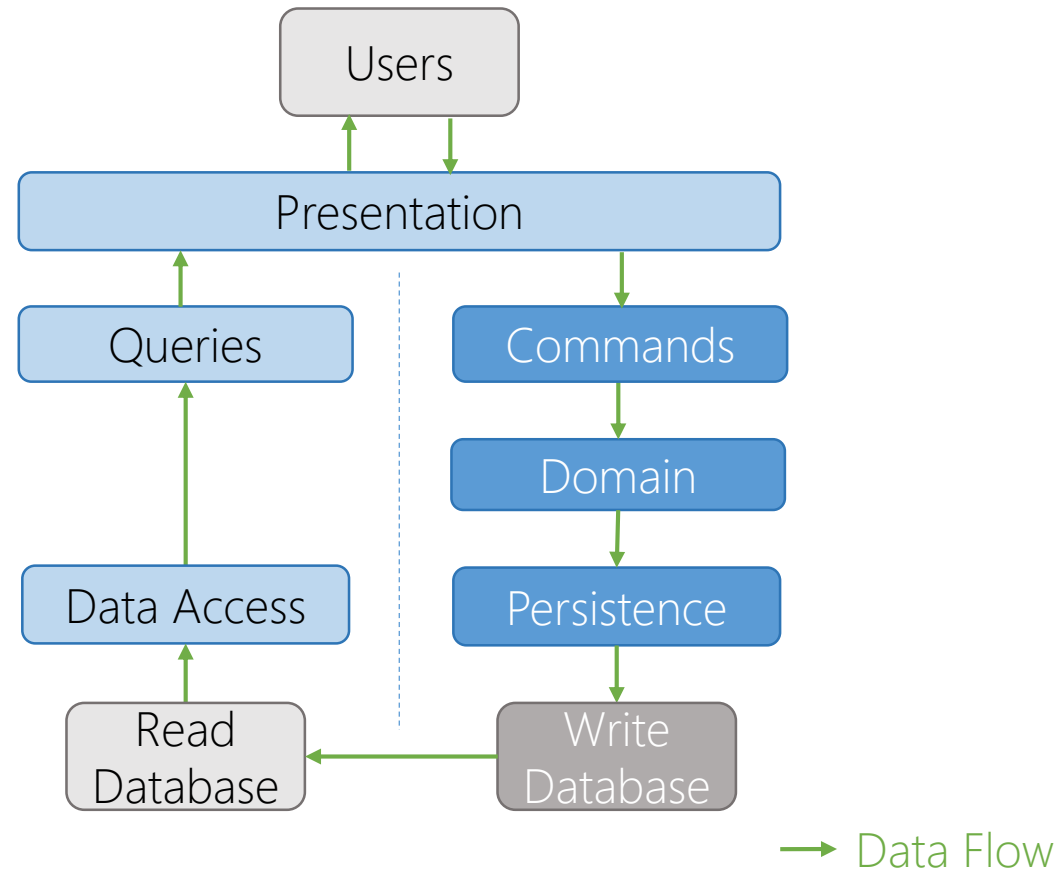 Users
Presentation
Queries
Commands
Domain
Data Access
Persistence
Read
Database
Write
Database
Data Flow